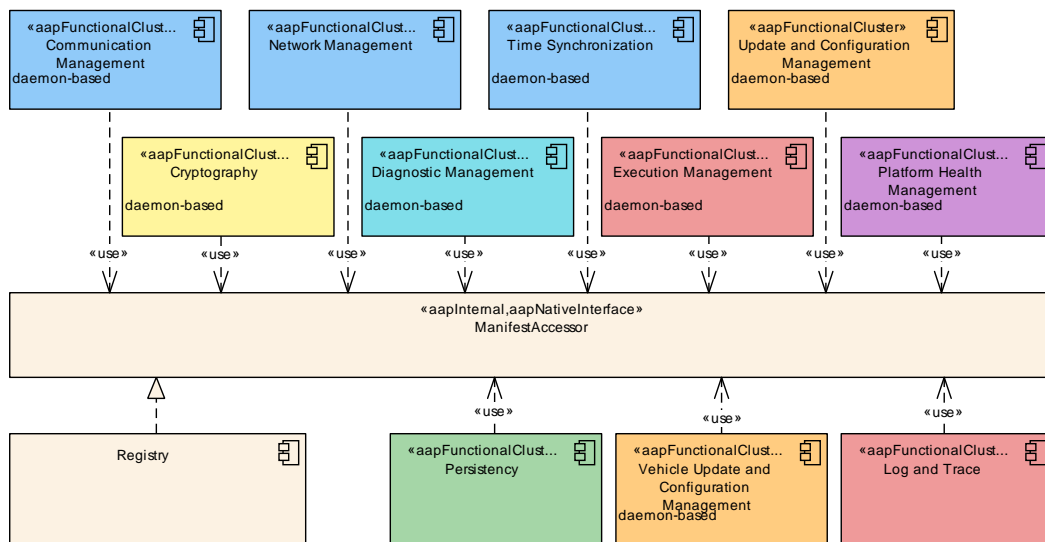 «aapFunctionalClust...
Communication
Management
daemon-based
«aapFunctionalClust...
Network Management
«aapFunctionalClust...
Time Synchronization
daemon-based
«aapFunctionalCluster»
Update and Configuration
Management
«aapFunctionalClust...
Cryptography
daemon-based
«aapFunctionalClust...
Diagnostic Management
daemon-based
«aapFunctionalClust...
Execution Management
daemon-based
«aapFunctionalClust...
Platform Health
Management
daemon-based
«use»
«use»
«use»
«use»
«use»
«use»
«use»
«aapInternal,aapNativeInterface»
ManifestAccessor
«use»
«use»
«use»
Registry
«aapFunctionalClust...
Persistency
«aapFunctionalClust...
Vehicle Update and
Configuration
Management
daemon-based
«aapFunctionalClust...
Log and Trace